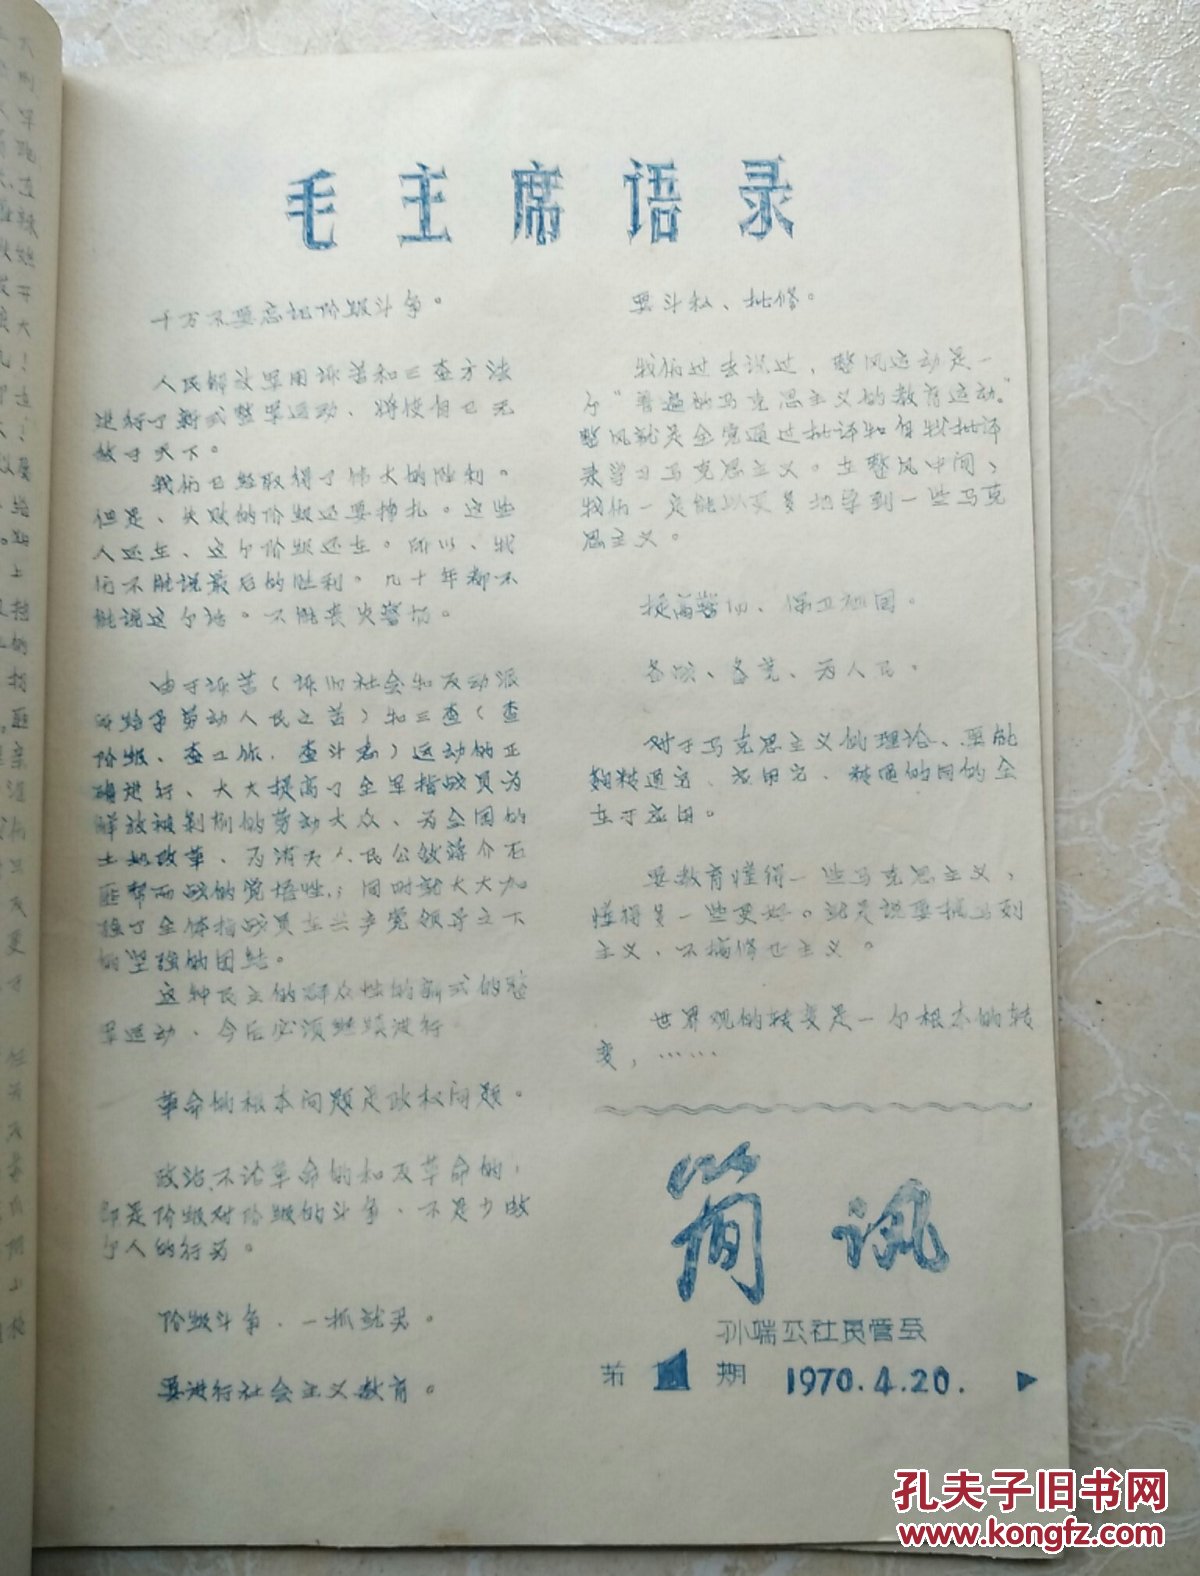 毛主席语录
千万不要忘记阶级斗争。
人民解放军用诉苦和三查方法
进行了新式整军运动，将使自己无
敌于天下。
我们已经取得了伟大的胜利。
但是、失败的阶级还要挣扎。这些
人还在、这个阶级还在。所以、我
们不能说最后的胜利。几十年都不
能说这个话。不能丧失警惕。
由于诉苦（诉旧社会和反动派
所给予劳动人民之苦）和三查（查
阶级、查工作、查斗志）运动的正
确进行、大大提高了全军指战员为
解放被剥削的劳动大众、为全国的
土地改革、为消灭人民公敌蒋介石
匪帮而战的觉悟性；同时就大大加
强了全体指战员在共产党领导之下
的坚强的团结。
这种民主的群众性的新式的整
军运动、今后必须继续进行
革命的根本问题是政权问题。
政治、不论革命的和反革命的，
都是阶级对阶级的斗争、不是少数
个人的行为。
阶级斗争、一抓就灵。
要进行社会主义教育。
要斗私、批修。
我们过去说过，整风运动是一
个“普遍的马克思主义的教育运动。”
整风就是全党通过批评和自我批评
来学习马克思主义。在整风中间、
我们一定能以更多地学到一些马克
思主义。
提高警惕、保卫祖国。
备战、备荒、为人民。
对于马克思主义的理论、要能
够精通它、应用它、精通的目的全
在于应用。
要教育懂得一些马克思主义，
懂得多一些更好。就是说要搞马列
主义、不搞修正主义。
世界观的转变是一个根本的转
变，……
简讯
孙端公社民管会
第1期 1970.4.20.
孔夫子旧书网
www.kongfz.com